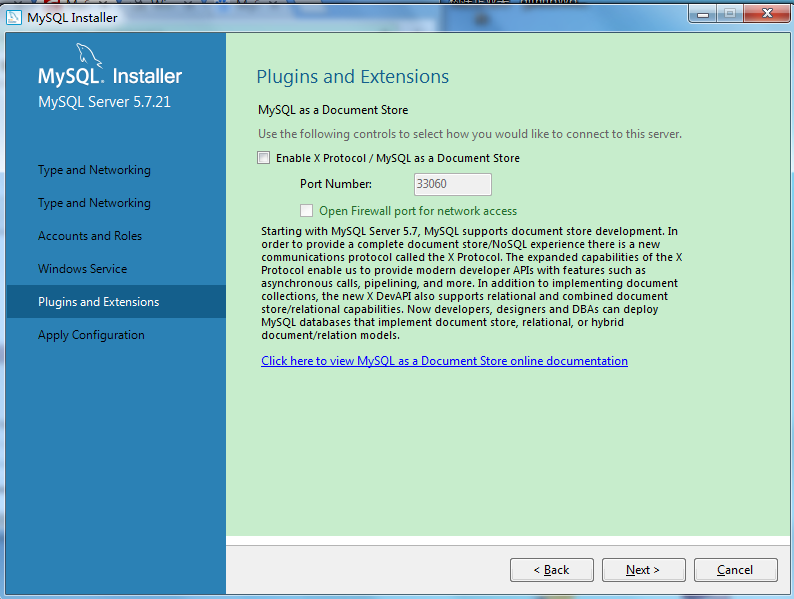 MySQL Installer
MySQL. Installer
MySQL Server 5.7.21
Type and Networking
Type and Networking
Accounts and Roles
Windows Service
Plugins and Extensions
Apply Configuration
Plugins and Extensions
MySQL as a Document Store
Use the following controls to select how you would like to connect to this server.
Enable X Protocol / MySQL as a Document Store
Port Number:
33060
Open Firewall port for network access
Starting with MySQL Server 5.7, MySQL supports document store development. In
order to provide a complete document store/NoSQL experience there is a new
communications protocol called the X Protocol. The expanded capabilities of the X
Protocol enable us to provide modern developer APIs with features such as
asynchronous calls, pipelining, and more. In addition to implementing document
collections, the new X DevAPI also supports relational and combined document
store/relational capabilities. Now developers, designers and DBAs can deploy
MySQL databases that implement document store, relational, or hybrid
document/relation models.
Click here to view MySQL as a Document Store online documentation
< Back
Next >
Cancel